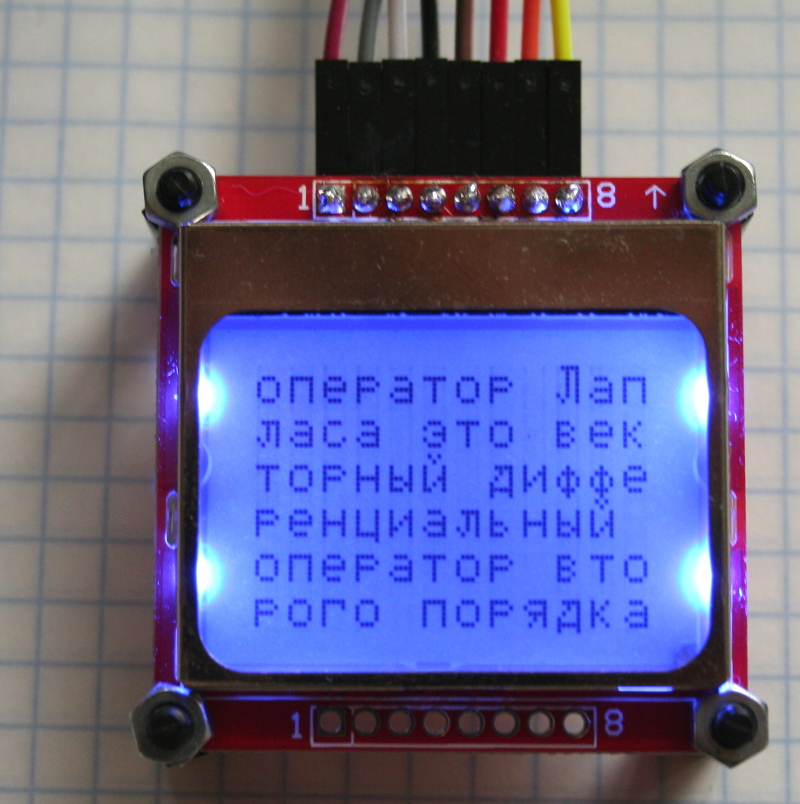 1 8 ↑
оператор Лап
ласа это век
торный диффе
ренциальный
оператор вто
рого порядка
1 8